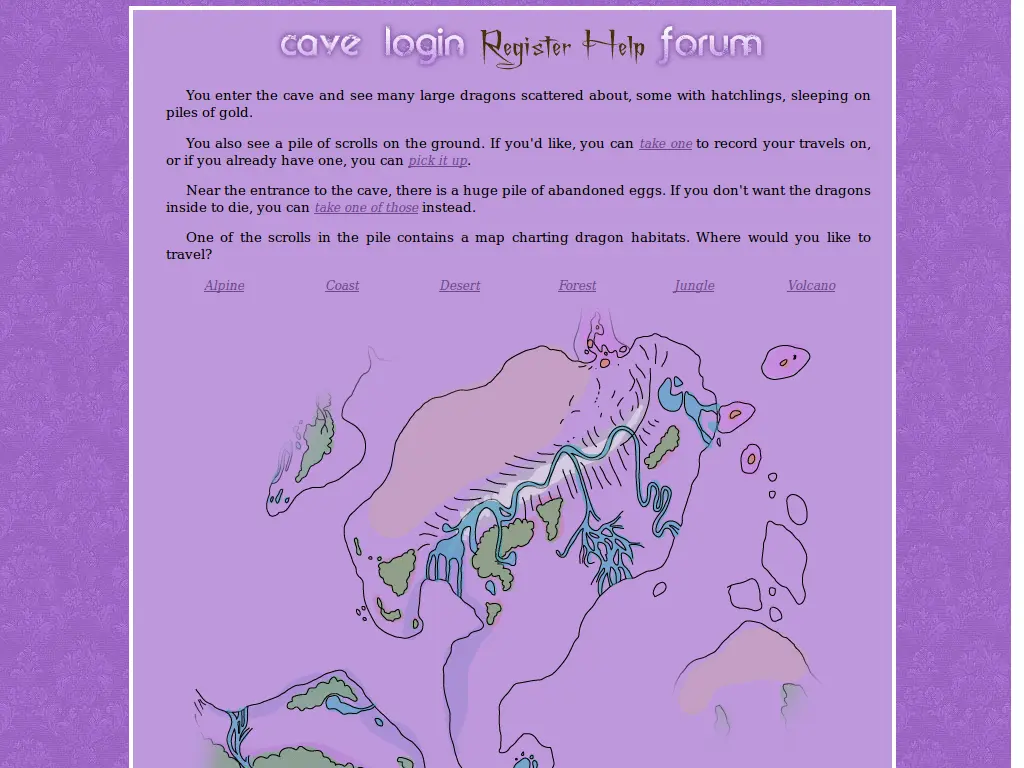 cave login Register Help forum
You enter the cave and see many large dragons scattered about, some with hatchlings, sleeping on
piles of gold.
You also see a pile of scrolls on the ground. If you'd like, you can take one to record your travels on,
or if you already have one, you can pick it up.
Near the entrance to the cave, there is a huge pile of abandoned eggs. If you don't want the dragons
inside to die, you can take one of those instead.
One of the scrolls in the pile contains a map charting dragon habitats. Where would you like to
travel?
Alpine Coast Desert Forest Jungle Volcano